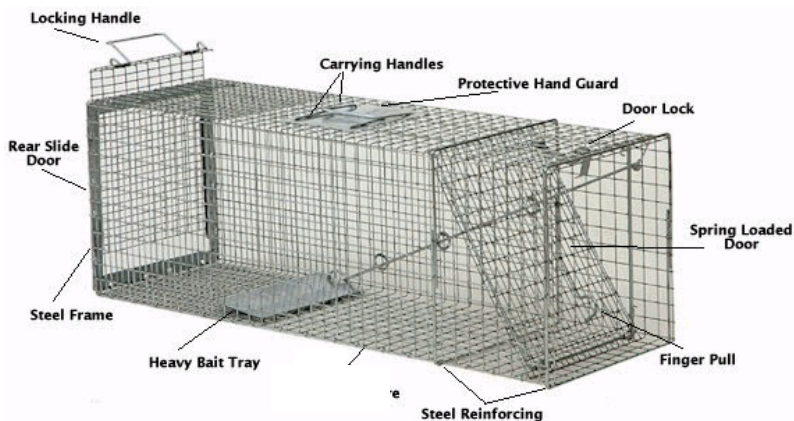 Locking Handle
Carrying Handles
Protective Hand Guard
Door Lock
Rear Slide
Door
Spring Loaded
Door
Steel Frame
Heavy Bait Tray
Finger Pull
Steel Reinforcing